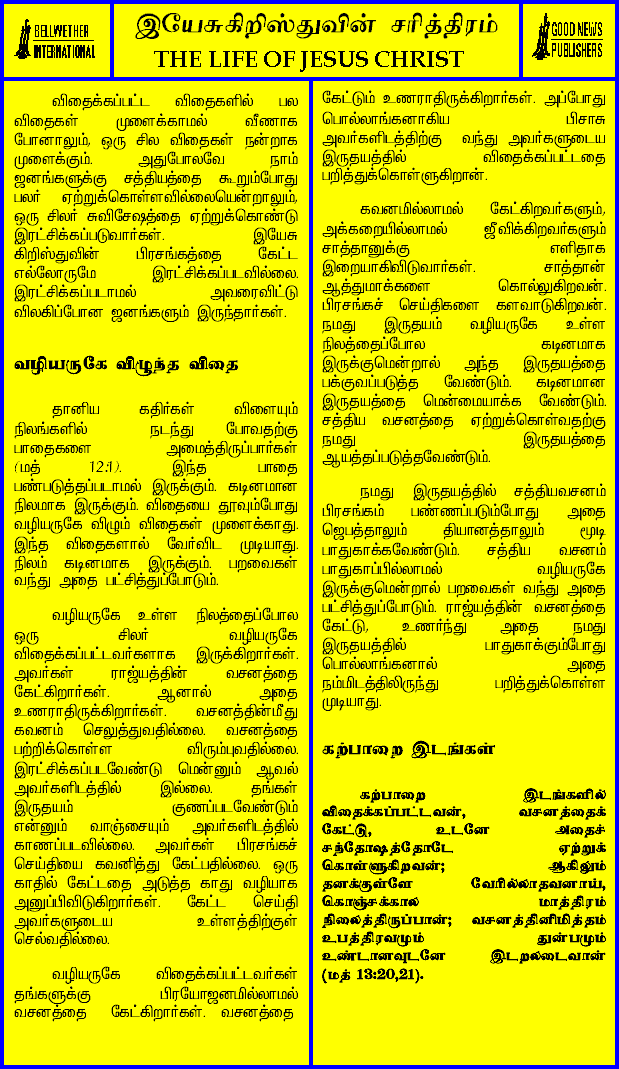 BELLWETHER
INTERNATIONAL
இயேசுகிறிஸ்துவின் சரித்திரம்
THE LIFE OF JESUS CHRIST
GOOD NEWS
PUBLISHERS
விதைக்கப்பட்ட விதைகளில் பல
விதைகள் முளைக்காமல் வீணாக
போனாலும், ஒரு சில விதைகள் நன்றாக
முளைக்கும். அதுபோலவே நாம்
ஜனங்களுக்கு சத்தியத்தை கூறும்போது
பலர் ஏற்றுக்கொள்ளவில்லையென்றாலும்,
ஒரு சிலர் சுவிசேஷத்தை ஏற்றுக்கொண்டு
இரட்சிக்கப்படுவார்கள். இயேசு
கிறிஸ்துவின் பிரசங்கத்தை கேட்ட
எல்லோருமே இரட்சிக்கப்படவில்லை.
இரட்சிக்கப்படாமல் அவரைவிட்டு
விலகிப்போன ஜனங்களும் இருந்தார்கள்.
வழியருகே விழுந்த விதை
தானிய கதிர்கள் விளையும்
நிலங்களில் நடந்து போவதற்கு
பாதைகளை அமைத்திருப்பார்கள்
(மத் 12:1). இந்த பாதை
பண்படுத்தப்படாமல் இருக்கும். கடினமான
நிலமாக இருக்கும். விதையை தூவும்போது
வழியருகே விழும் விதைகள் முளைக்காது.
இந்த விதைகளால் வேர்விட முடியாது.
நிலம் கடினமாக இருக்கும். பறவைகள்
வந்து அதை பட்சித்துப்போடும்.
வழியருகே உள்ள நிலத்தைப்போல
ஒரு சிலர் வழியருகே
விதைக்கப்பட்டவர்களாக இருக்கிறார்கள்.
அவர்கள் ராஜ்யத்தின் வசனத்தை
கேட்கிறார்கள். ஆனால் அதை
உணராதிருக்கிறார்கள். வசனத்தின்மீது
கவனம் செலுத்துவதில்லை. வசனத்தை
பற்றிக்கொள்ள விரும்புவதில்லை.
இரட்சிக்கப்படவேண்டு மென்னும் ஆவல்
அவர்களிடத்தில் இல்லை. தங்கள்
இருதயம் குணப்படவேண்டும்
என்னும் வாஞ்சையும் அவர்களிடத்தில்
காணப்படவில்லை. அவர்கள் பிரசங்கச்
செய்தியை கவனித்து கேட்பதில்லை. ஒரு
காதில் கேட்டதை அடுத்த காது வழியாக
அனுப்பிவிடுகிறார்கள். கேட்ட செய்தி
அவர்களுடைய உள்ளத்திற்குள்
செல்வதில்லை.
வழியருகே விதைக்கப்பட்டவர்கள்
தங்களுக்கு பிரயோஜனமில்லாமல்
வசனத்தை கேட்கிறார்கள். வசனத்தை
கேட்டும் உணராதிருக்கிறார்கள். அப்போது
பொல்லாங்கனாகிய பிசாசு
அவர்களிடத்திற்கு வந்து அவர்களுடைய
இருதயத்தில் விதைக்கப்பட்டதை
பறித்துக்கொள்ளுகிறான்.
கவனமில்லாமல் கேட்கிறவர்களும்,
அக்கறையில்லாமல் ஜீவிக்கிறவர்களும்
சாத்தானுக்கு எளிதாக
இறையாகிவிடுவார்கள். சாத்தான்
ஆத்துமாக்களை கொல்லுகிறவன்.
பிரசங்கச் செய்திகளை களவாடுகிறவன்.
நமது இருதயம் வழியருகே உள்ள
நிலத்தைப்போல கடினமாக
இருக்குமென்றால் அந்த இருதயத்தை
பக்குவப்படுத்த வேண்டும். கடினமான
இருதயத்தை மென்மையாக்க வேண்டும்.
சத்திய வசனத்தை ஏற்றுக்கொள்வதற்கு
நமது இருதயத்தை
ஆயத்தப்படுத்தவேண்டும்.
நமது இருதயத்தில் சத்தியவசனம்
பிரசங்கம் பண்ணப்படும்போது அதை
ஜெபத்தாலும் தியானத்தாலும் மூடி
பாதுகாக்கவேண்டும். சத்திய வசனம்
பாதுகாப்பில்லாமல் வழியருகே
இருக்குமென்றால் பறவைகள் வந்து அதை
பட்சித்துப்போடும். ராஜ்யத்தின் வசனத்தை
கேட்டு, உணர்ந்து அதை நமது
இருதயத்தில் பாதுகாக்கும்போது
பொல்லாங்கனால் அதை
நம்மிடத்திலிருந்து பறித்துக்கொள்ள
முடியாது.
கற்பாறை இடங்கள்
கற்பாறை இடங்களில்
விதைக்கப்பட்டவன், வசனத்தைக்
கேட்டு, உடனே அதைச்
சந்தோஷத்தோடே ஏற்றுக்
கொள்ளுகிறவன்; ஆகிலும்
தனக்குள்ளே வேரில்லாதவனாய்,
கொஞ்சக்கால மாத்திரம்
நிலைத்திருப்பான்; வசனத்தினிமித்தம்
உபத்திரவமும் துன்பமும்
உண்டானவுடனே இடறலடைவான்
(மத் 13:20,21).